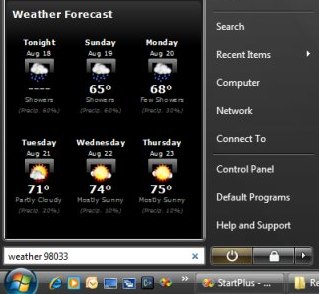 Weather Forecast
Tonight Sunday Monday
Aug 18 Aug 19 Aug 20
---- 65° 68°
Showers Showers Few Showers
(Precip. 90%) (Precip. 60%) (Precip. 30%)
Tuesday Wednesday Thursday
Aug 21 Aug 22 Aug 23
71° 74° 75°
Partly Cloudy Mostly Sunny Mostly Sunny
(Precip. 20%) (Precip. 10%) (Precip. 10%)
weather 98033
Search
Recent Items
Computer
Network
Connect To
Control Panel
Default Programs
Help and Support
StartPlus - ...